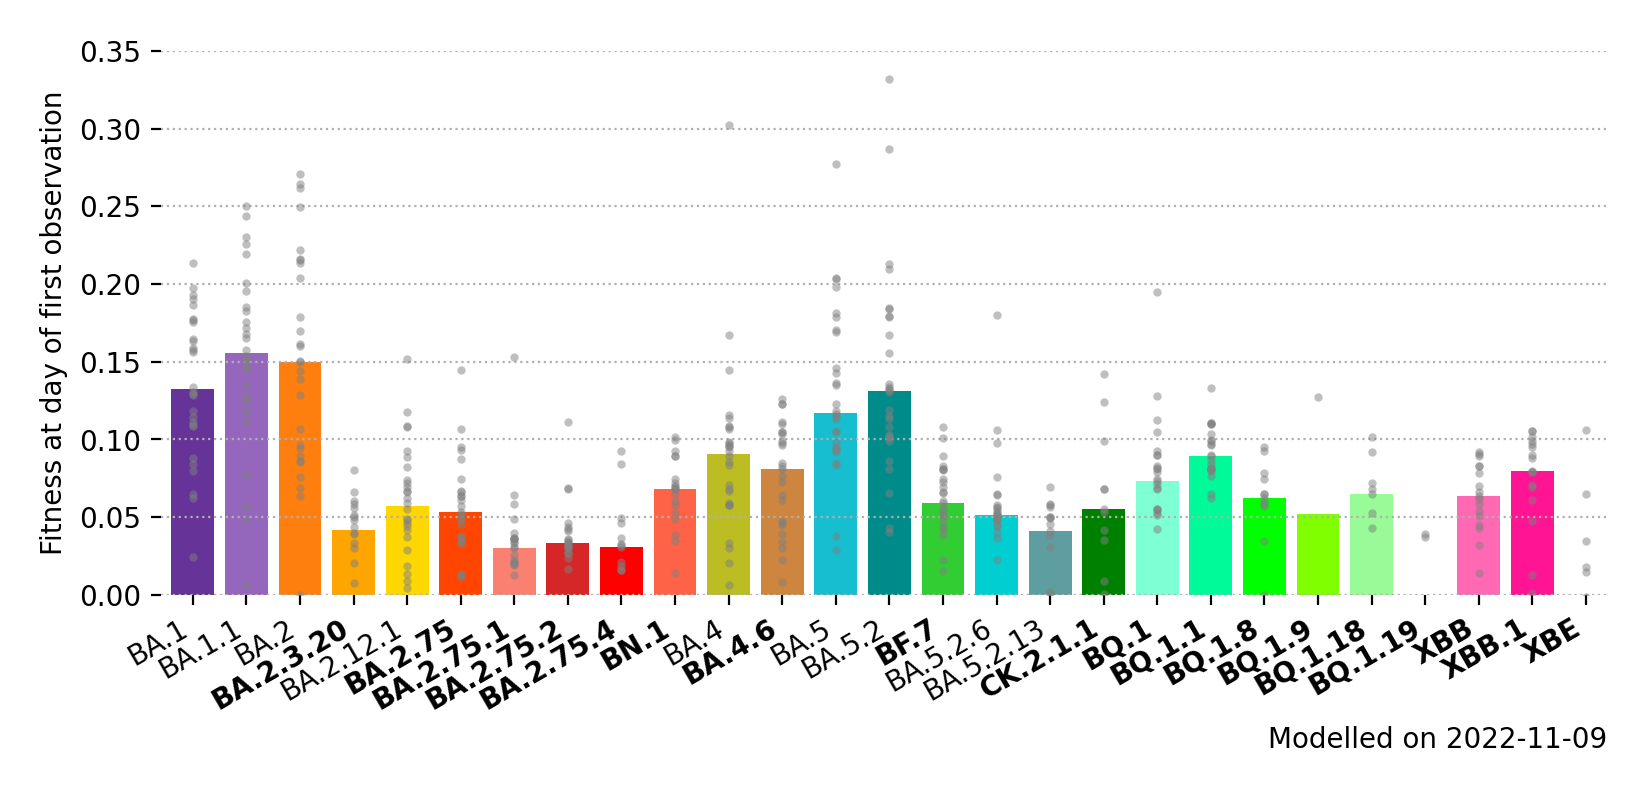 0.35
0.30
0.25
0.20
0.15
0.10
0.05
0.00
Fitness at day of first observation
BA.1
BA.1.1
BA.2
BA.2.3.20
BA.2.12.1
BA.2.75
BA.2.75.1
BA.2.75.2
BA.2.75.4
BN.1
BA.4
BA.4.6
BA.5
BA.5.2
BF.7
BA.5.2.6
BA.5.2.13
CK.2.1.1
BQ.1
BQ.1.1
BQ.1.8
BQ.1.9
BQ.1.18
BQ.1.19
XBB
XBB.1
XBE
Modelled on 2022-11-09